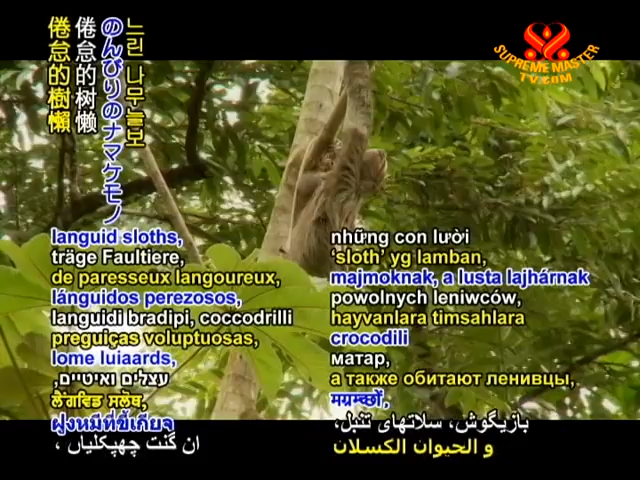 느린 나무늘보
のんびりのナマケモノ
倦怠的树懒
倦怠的樹懶
SUPREME MASTER
TV.COM
languid sloths,
träge Faultiere,
de paresseux langoureux,
lánguidos perezosos,
languidi bradipi, coccodrilli
preguiças voluptuosas,
lome luiaards,
עצלים ואיטיים,
ਲੈਂਗਵਿਡ ਸਲੋਥ,
ฝูงหมีที่ขี้เกียจ
ان گنت چھپکلیاں ،
những con lười
'sloth' yg lamban,
majmoknak, a lusta lajhárnak
powolnych leniwców,
hayvanlara timsahlara
crocodili
матар,
а также обитают ленивцы,
मगरमच्छों,
بازیگوش، سلاتهای تنبل،
و الحيوان الكسلان